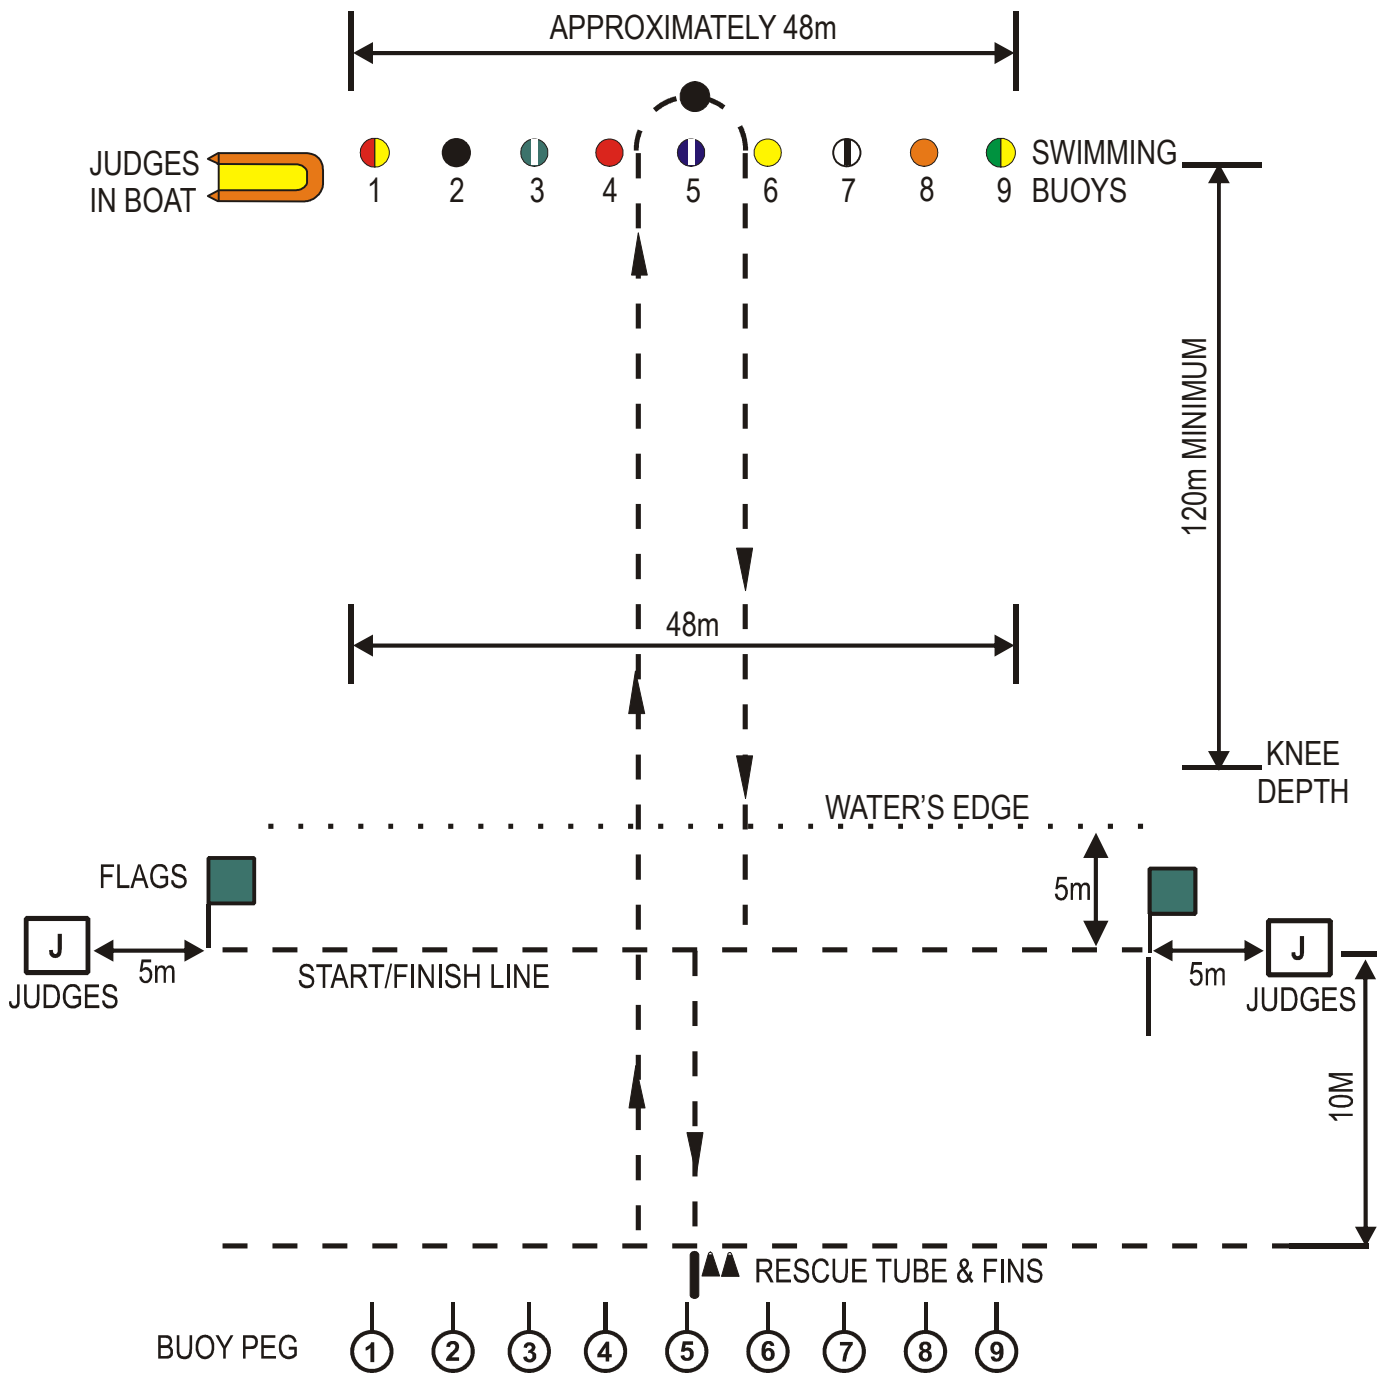 APPROXIMATELY 48m
JUDGES
IN BOAT
1 2 3 4 5 6 7 8 9
SWIMMING
BUOYS
120m MINIMUM
48m
KNEE
DEPTH
WATER'S EDGE
FLAGS
5m
J
5m
JUDGES
START/FINISH LINE
5m
J
JUDGES
10M
RESCUE TUBE & FINS
BUOY PEG
1 2 3 4 5 6 7 8 9